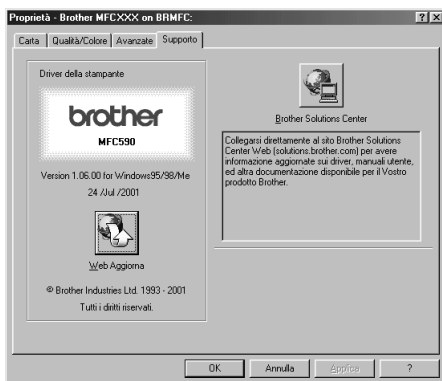 Proprietà - Brother MFCXXX on BRMFC:
Carta
Qualità/Colore
Avanzate
Supporto
Driver della stampante
brother
MFC590
Version 1.06.00 for Windows95/98/Me
24 /Jul /2001
Web Aggiorna
© Brother Industries Ltd. 1993 - 2001
Tutti i diritti riservati.
Brother Solutions Center
Collegarsi direttamente al sito Brother Solutions
Center Web (solutions.brother.com) per avere
informazione aggiornate sui driver, manuali utente,
ed altra documentazione disponibile per il Vostro
prodotto Brother.
OK
Annulla
Applica
?